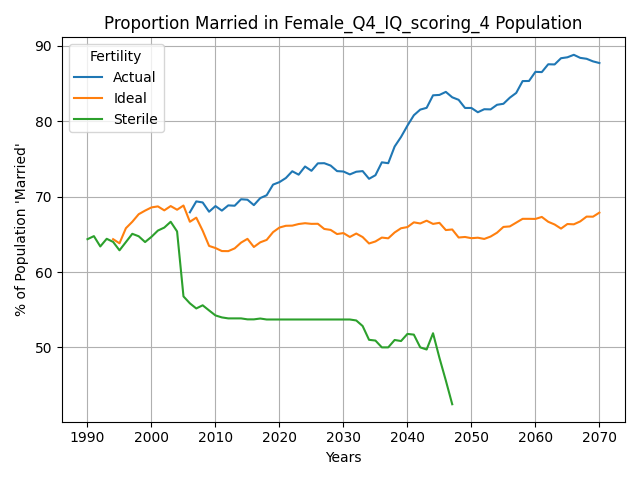 Proportion Married in Female_Q4_IQ_scoring_4 Population
% of Population 'Married'
90
80
70
60
50
Fertility
Actual
Ideal
Sterile
1990 2000 2010 2020 2030 2040 2050 2060 2070
Years